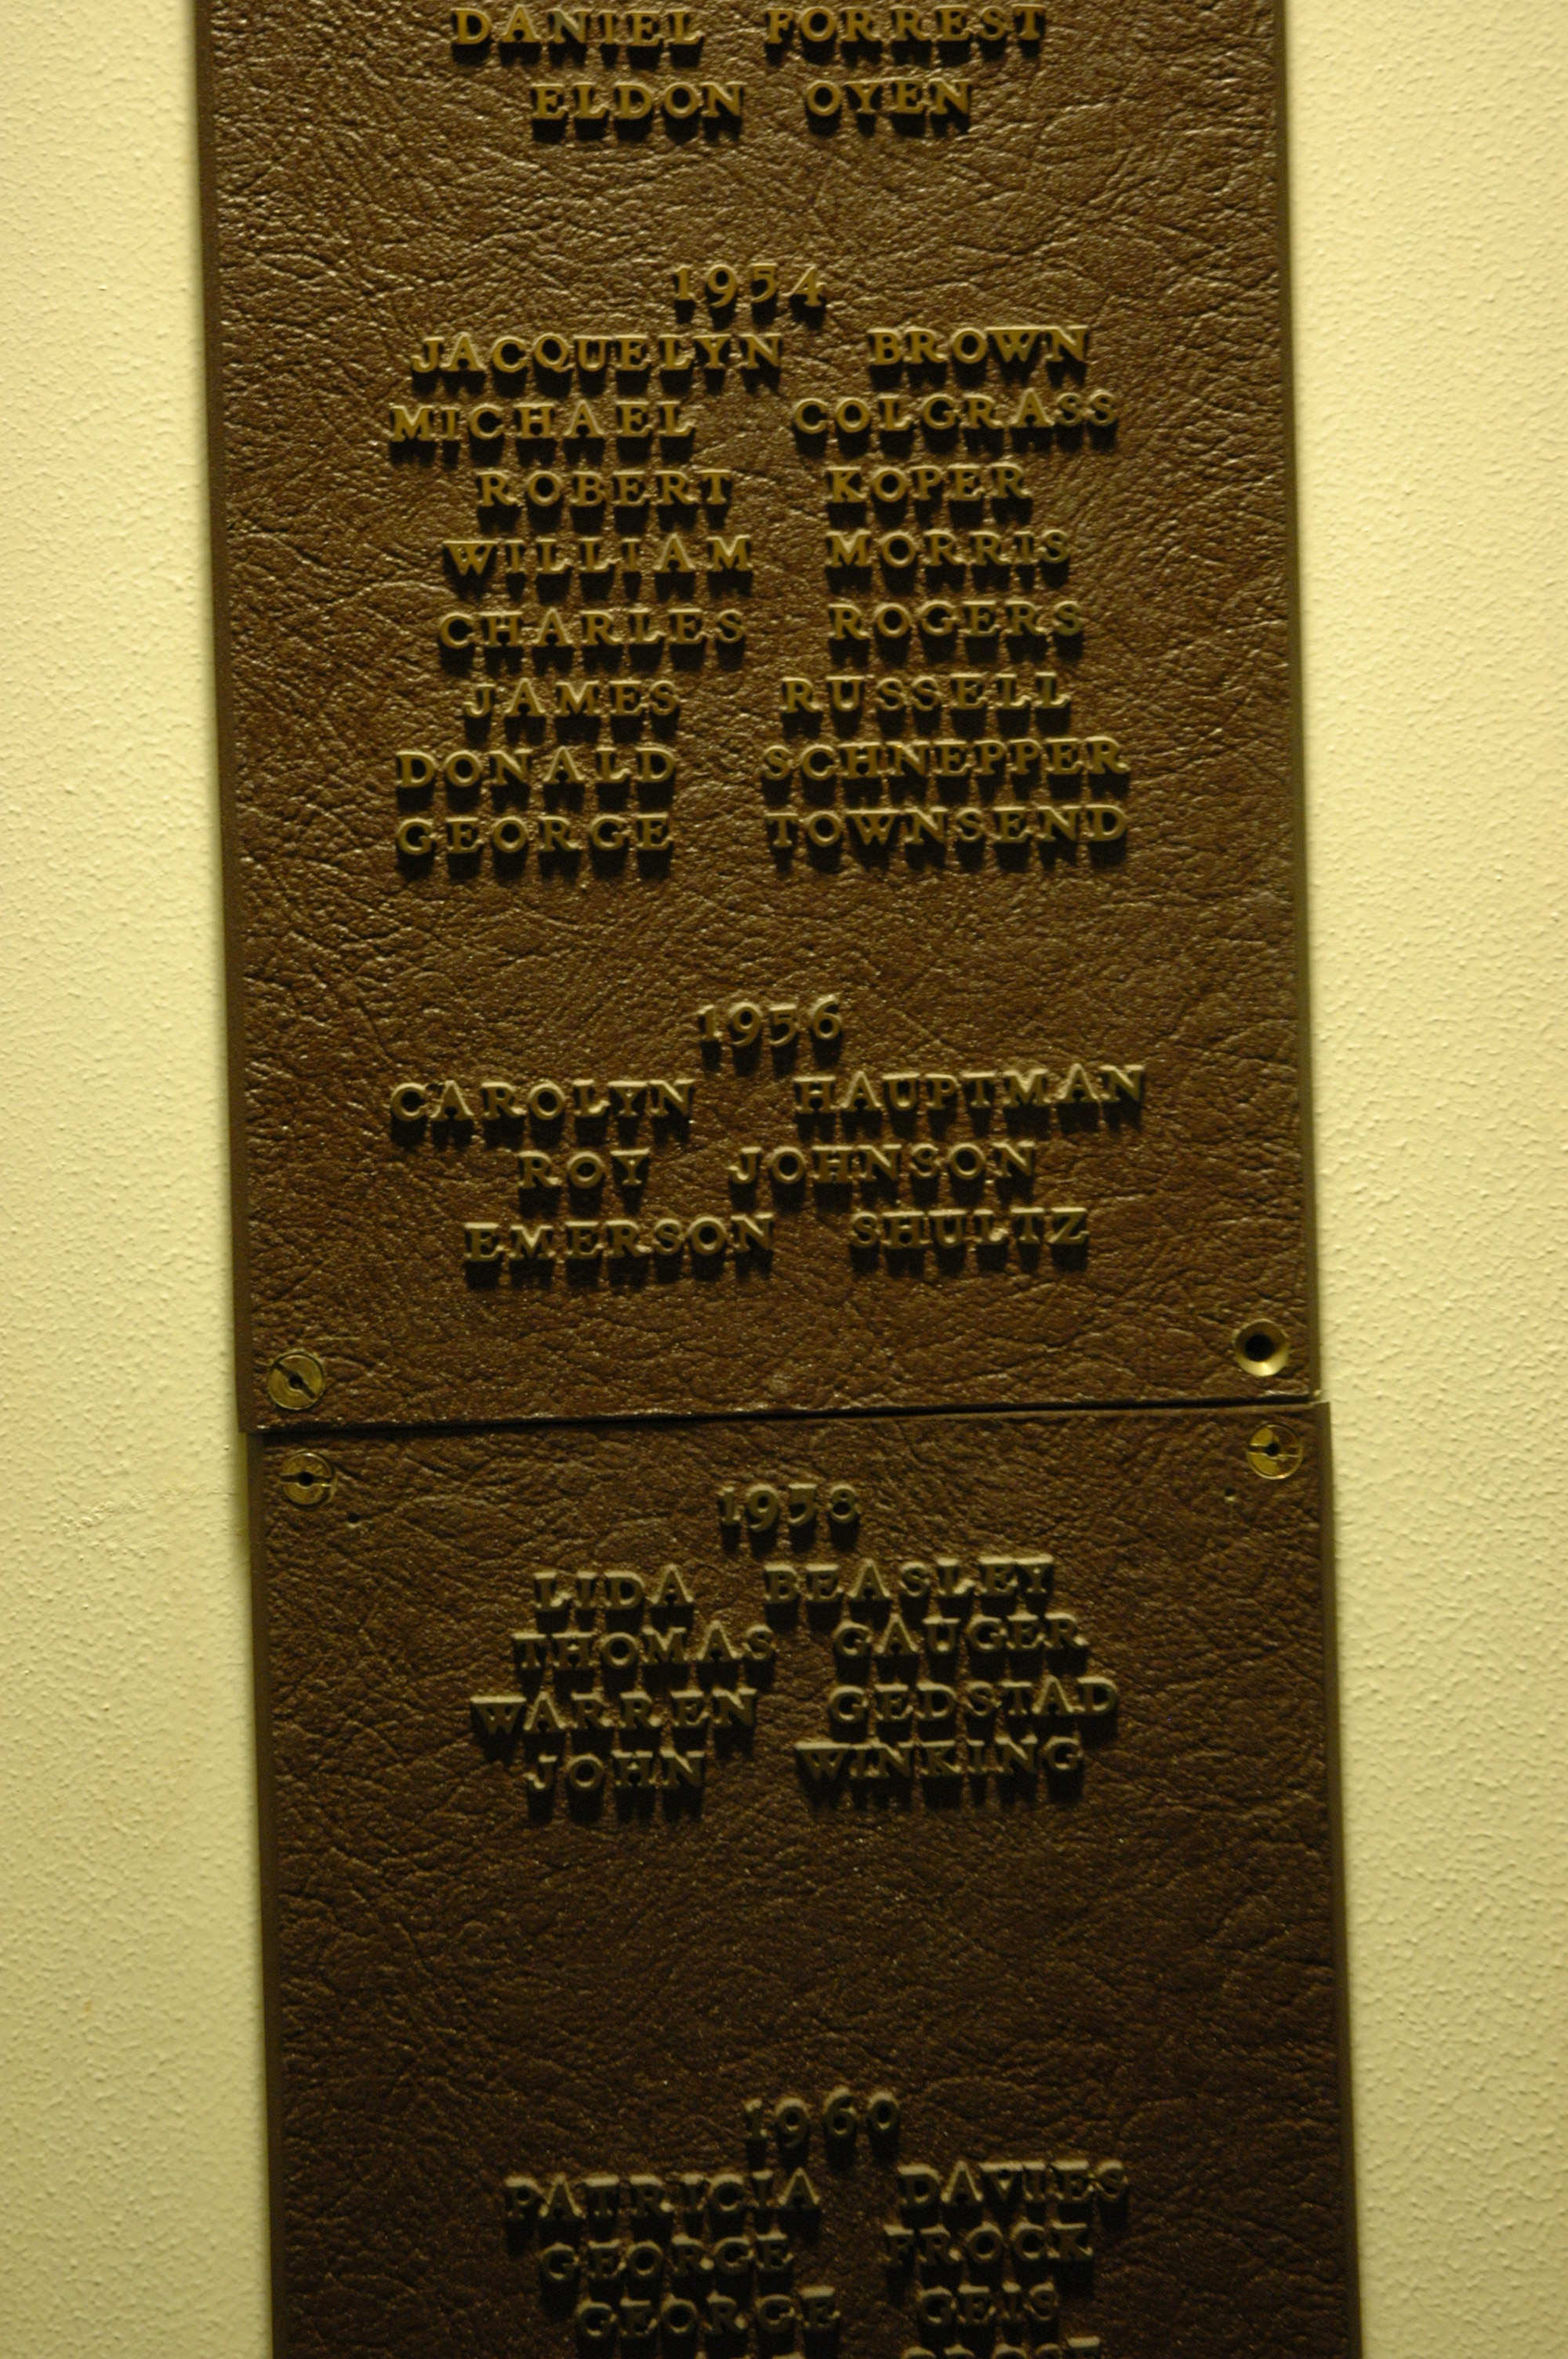 DANIEL FORREST
ELDON OYEN
1954
JACQUELYN BROWN
MICHAEL COLGRASS
ROBERT KOPER
WILLIAM MORRIS
CHARLES ROGERS
JAMES RUSSELL
DONALD SCHNEPPER
GEORGE TOWNSEND
1956
CAROLYN HAUPTMAN
ROY JOHNSON
EMERSON SHULTZ
1958
LIDA BEASLEY
THOMAS GAUGER
WARREN GEDSTAD
JOHN WINKING
1960
PATRICIA DAVIES
GEORGE FROCK
GEORGE GEIS